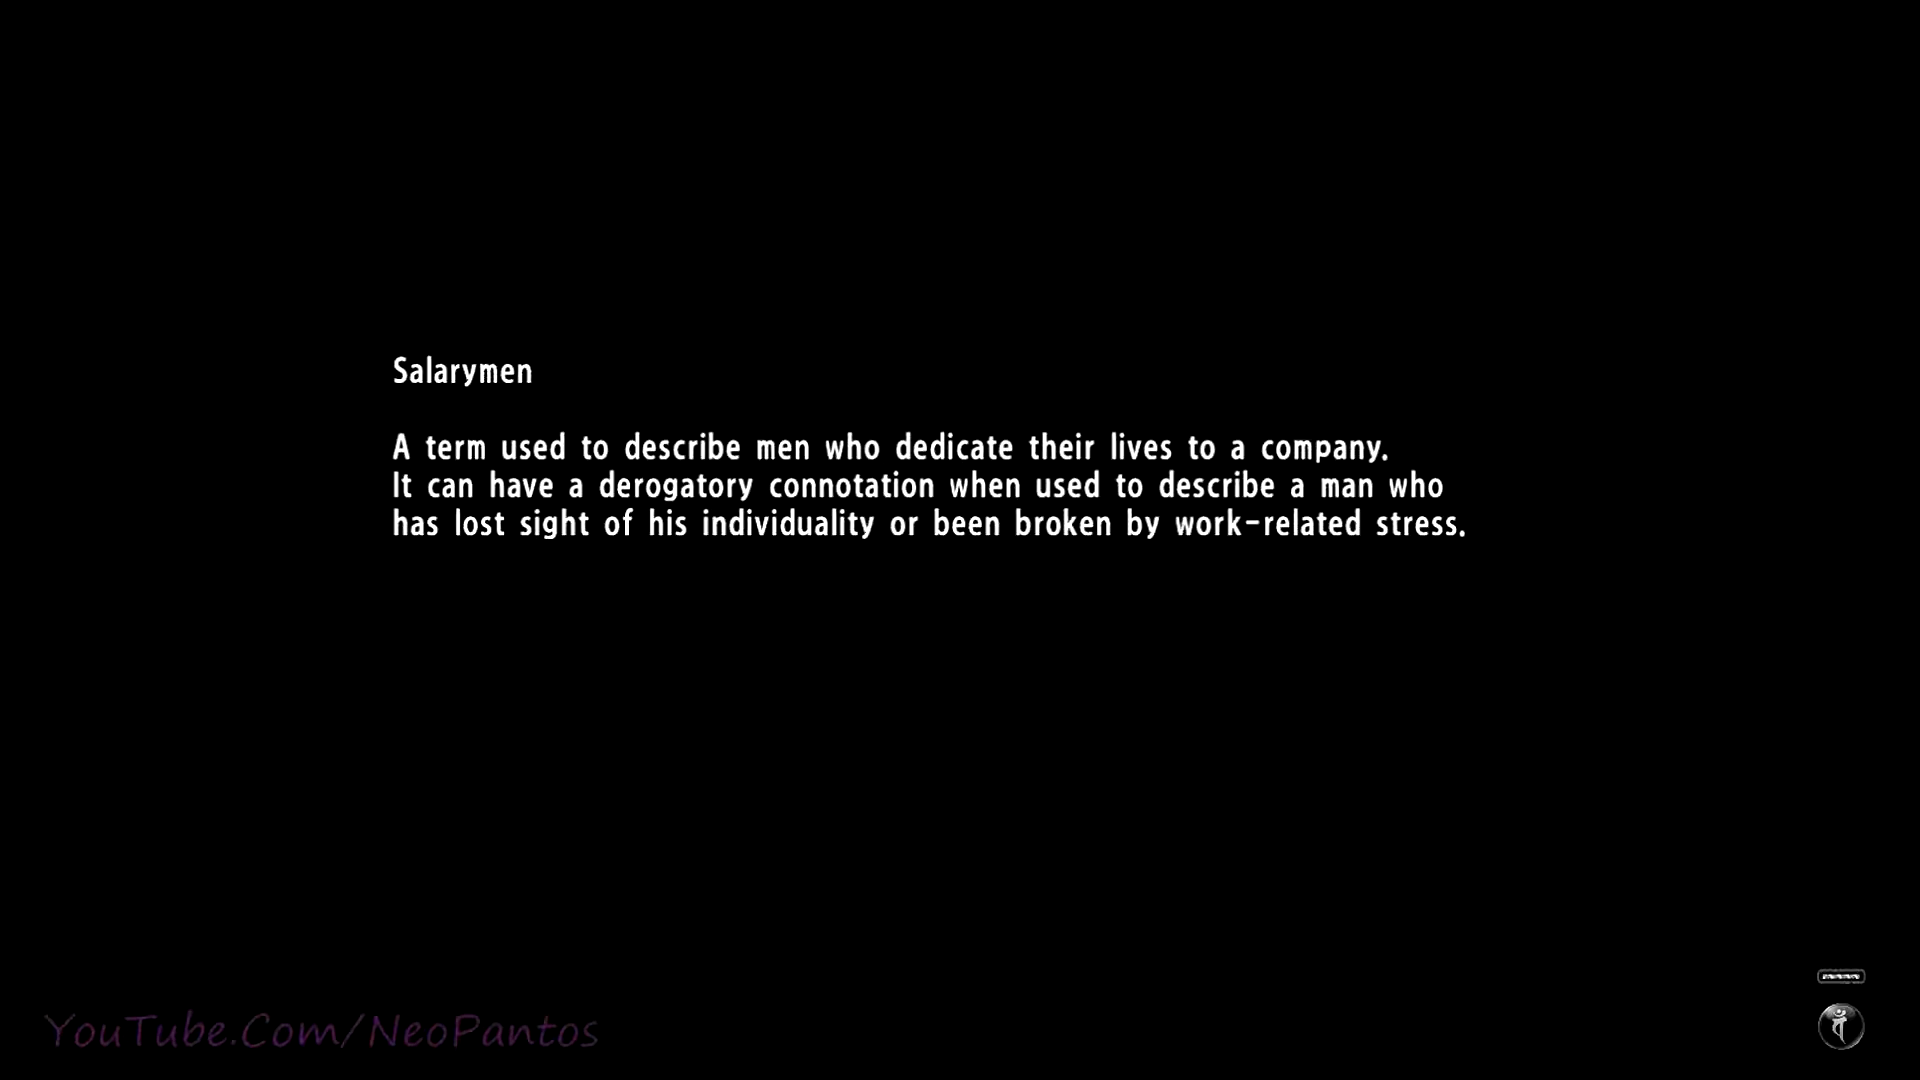 Salarymen
A term used to describe men who dedicate their lives to a company.
It can have a derogatory connotation when used to describe a man who
has lost sight of his individuality or been broken by work-related stress.
YouTube.Com/NeoPantos